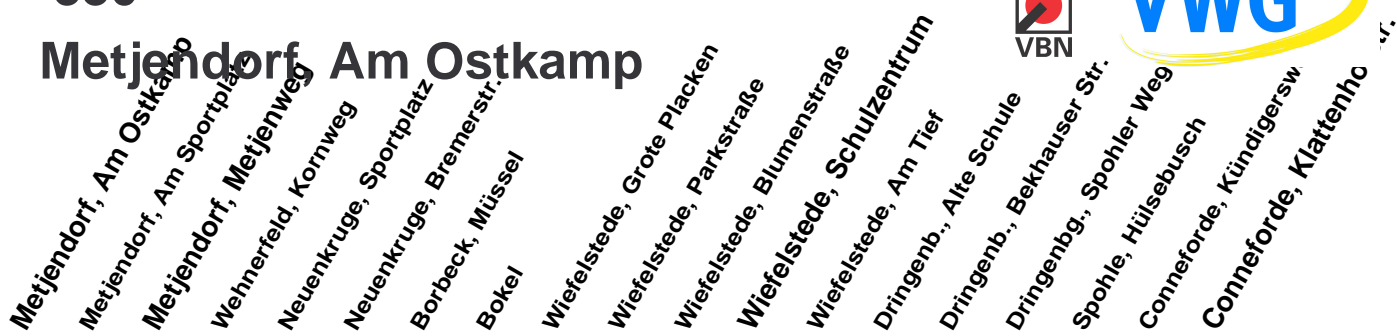 Metjendorf, Am Ostkamp
VBN
VWG
Metjendorf, Am Ostkamp
Metjendorf, Am Sportplatz
Metjendorf, Metjenweg
Wehnerfeld, Kornweg
Neuenkruge, Sportplatz
Neuenkruge, Bremerstr.
Borbeck, Müssel
Bokel
Wiefelstede, Grote Placken
Wiefelstede, Parkstraße
Wiefelstede, Blumenstraße
Wiefelstede, Schulzentrum
Wiefelstede, Am Tief
Dringenb., Alte Schule
Dringenb., Bekhauser Str.
Dringenbg., Spohler Weg
Spohle, Hülsebusch
Conneforde,
Conneforde,